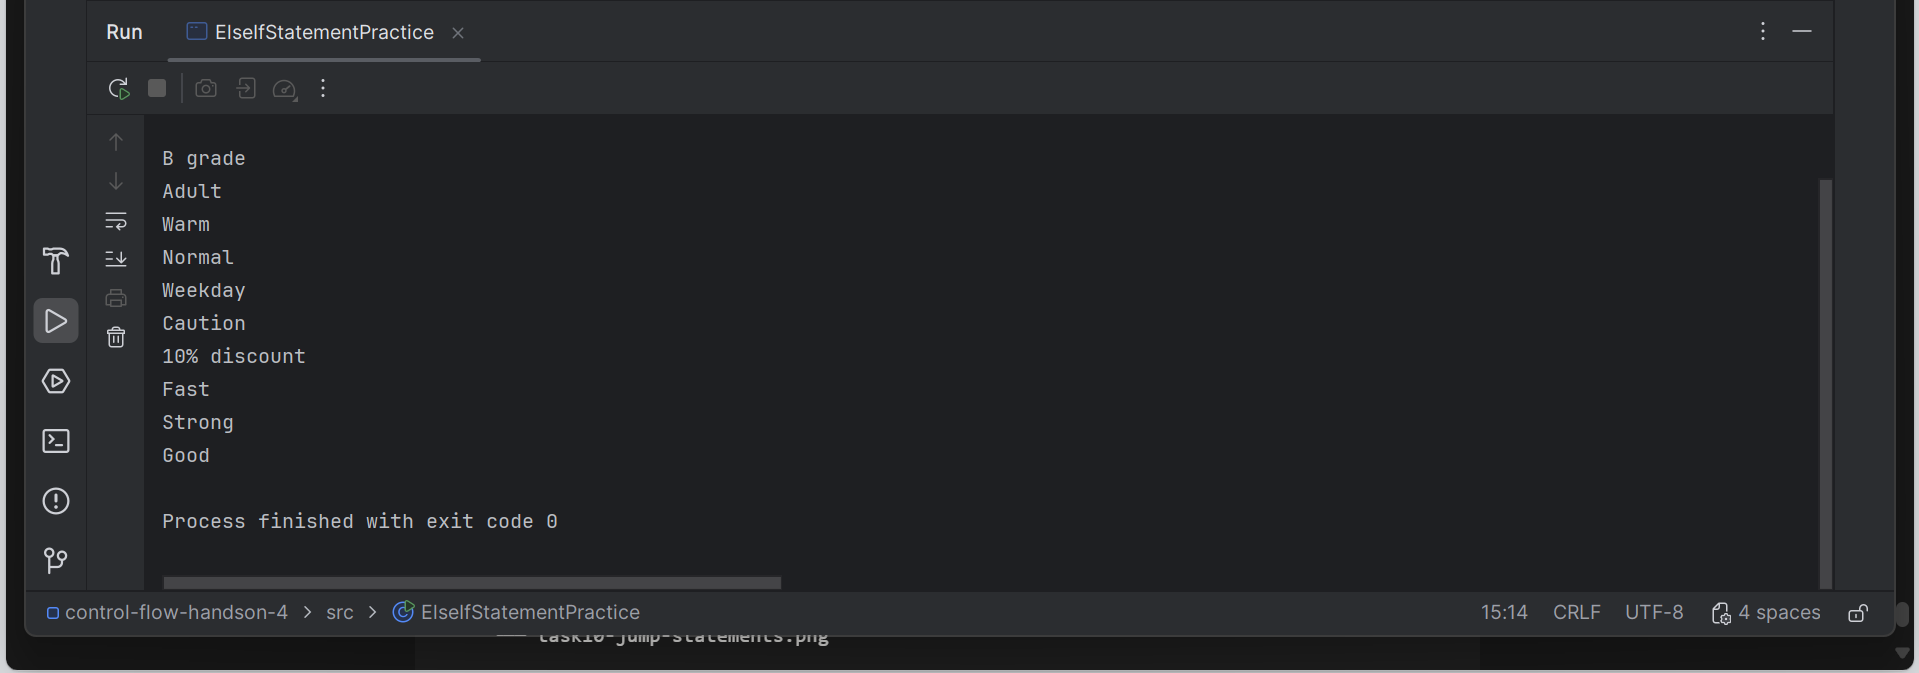 Run ElseIfStatementPractice
B grade
Adult
Warm
Normal
Weekday
Caution
10% discount
Fast
Strong
Good
Process finished with exit code 0
control-flow-handson-4 > src > ElseIfStatementPractice 15:14 CRLF UTF-8 4 spaces
task10-jump-statements.png